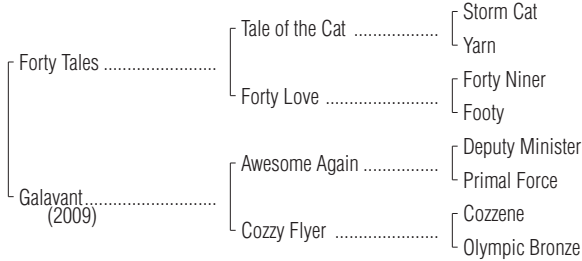 Storm Cat
Tale of the Cat ..................
Yarn
Forty Tales ........................
Forty Niner
Forty Love ........................
Footy
Deputy Minister
Awesome Again ................
Primal Force
Galavant............................
(2009)
Cozzene
Cozzy Flyer ......................
Olympic Bronze